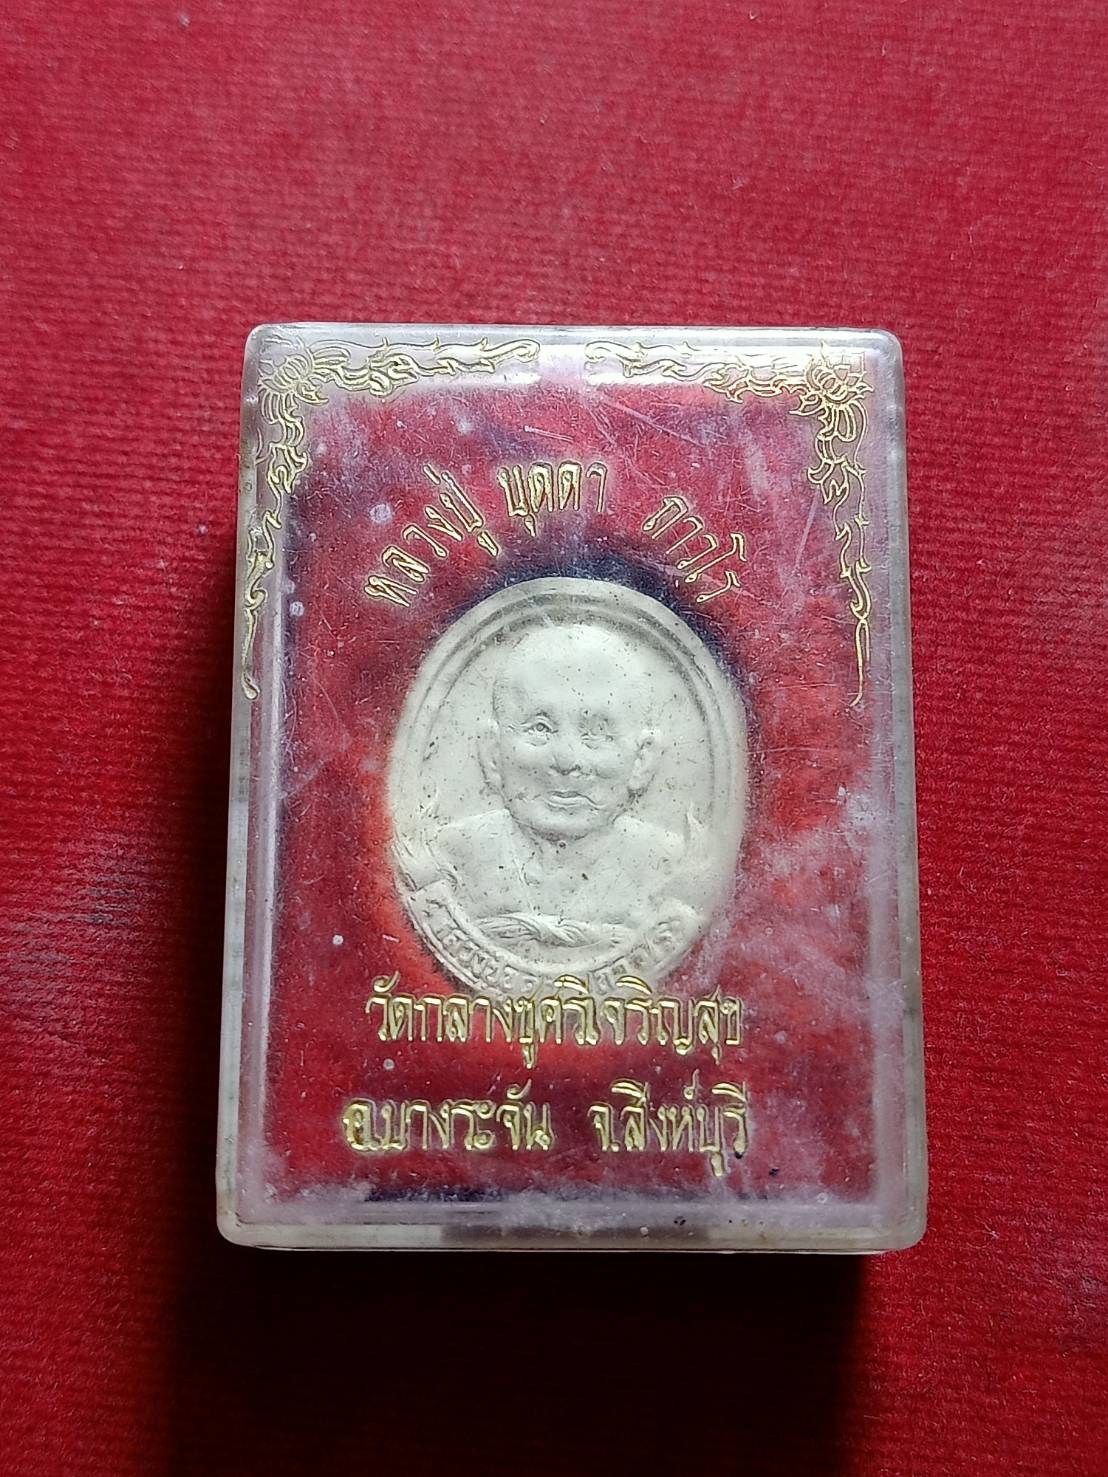 หลวงปู่ บุดดา ถาวโร
วัดกลางชูศรีเจริญสุข
อ.บางระจัน จ.สิงห์บุรี